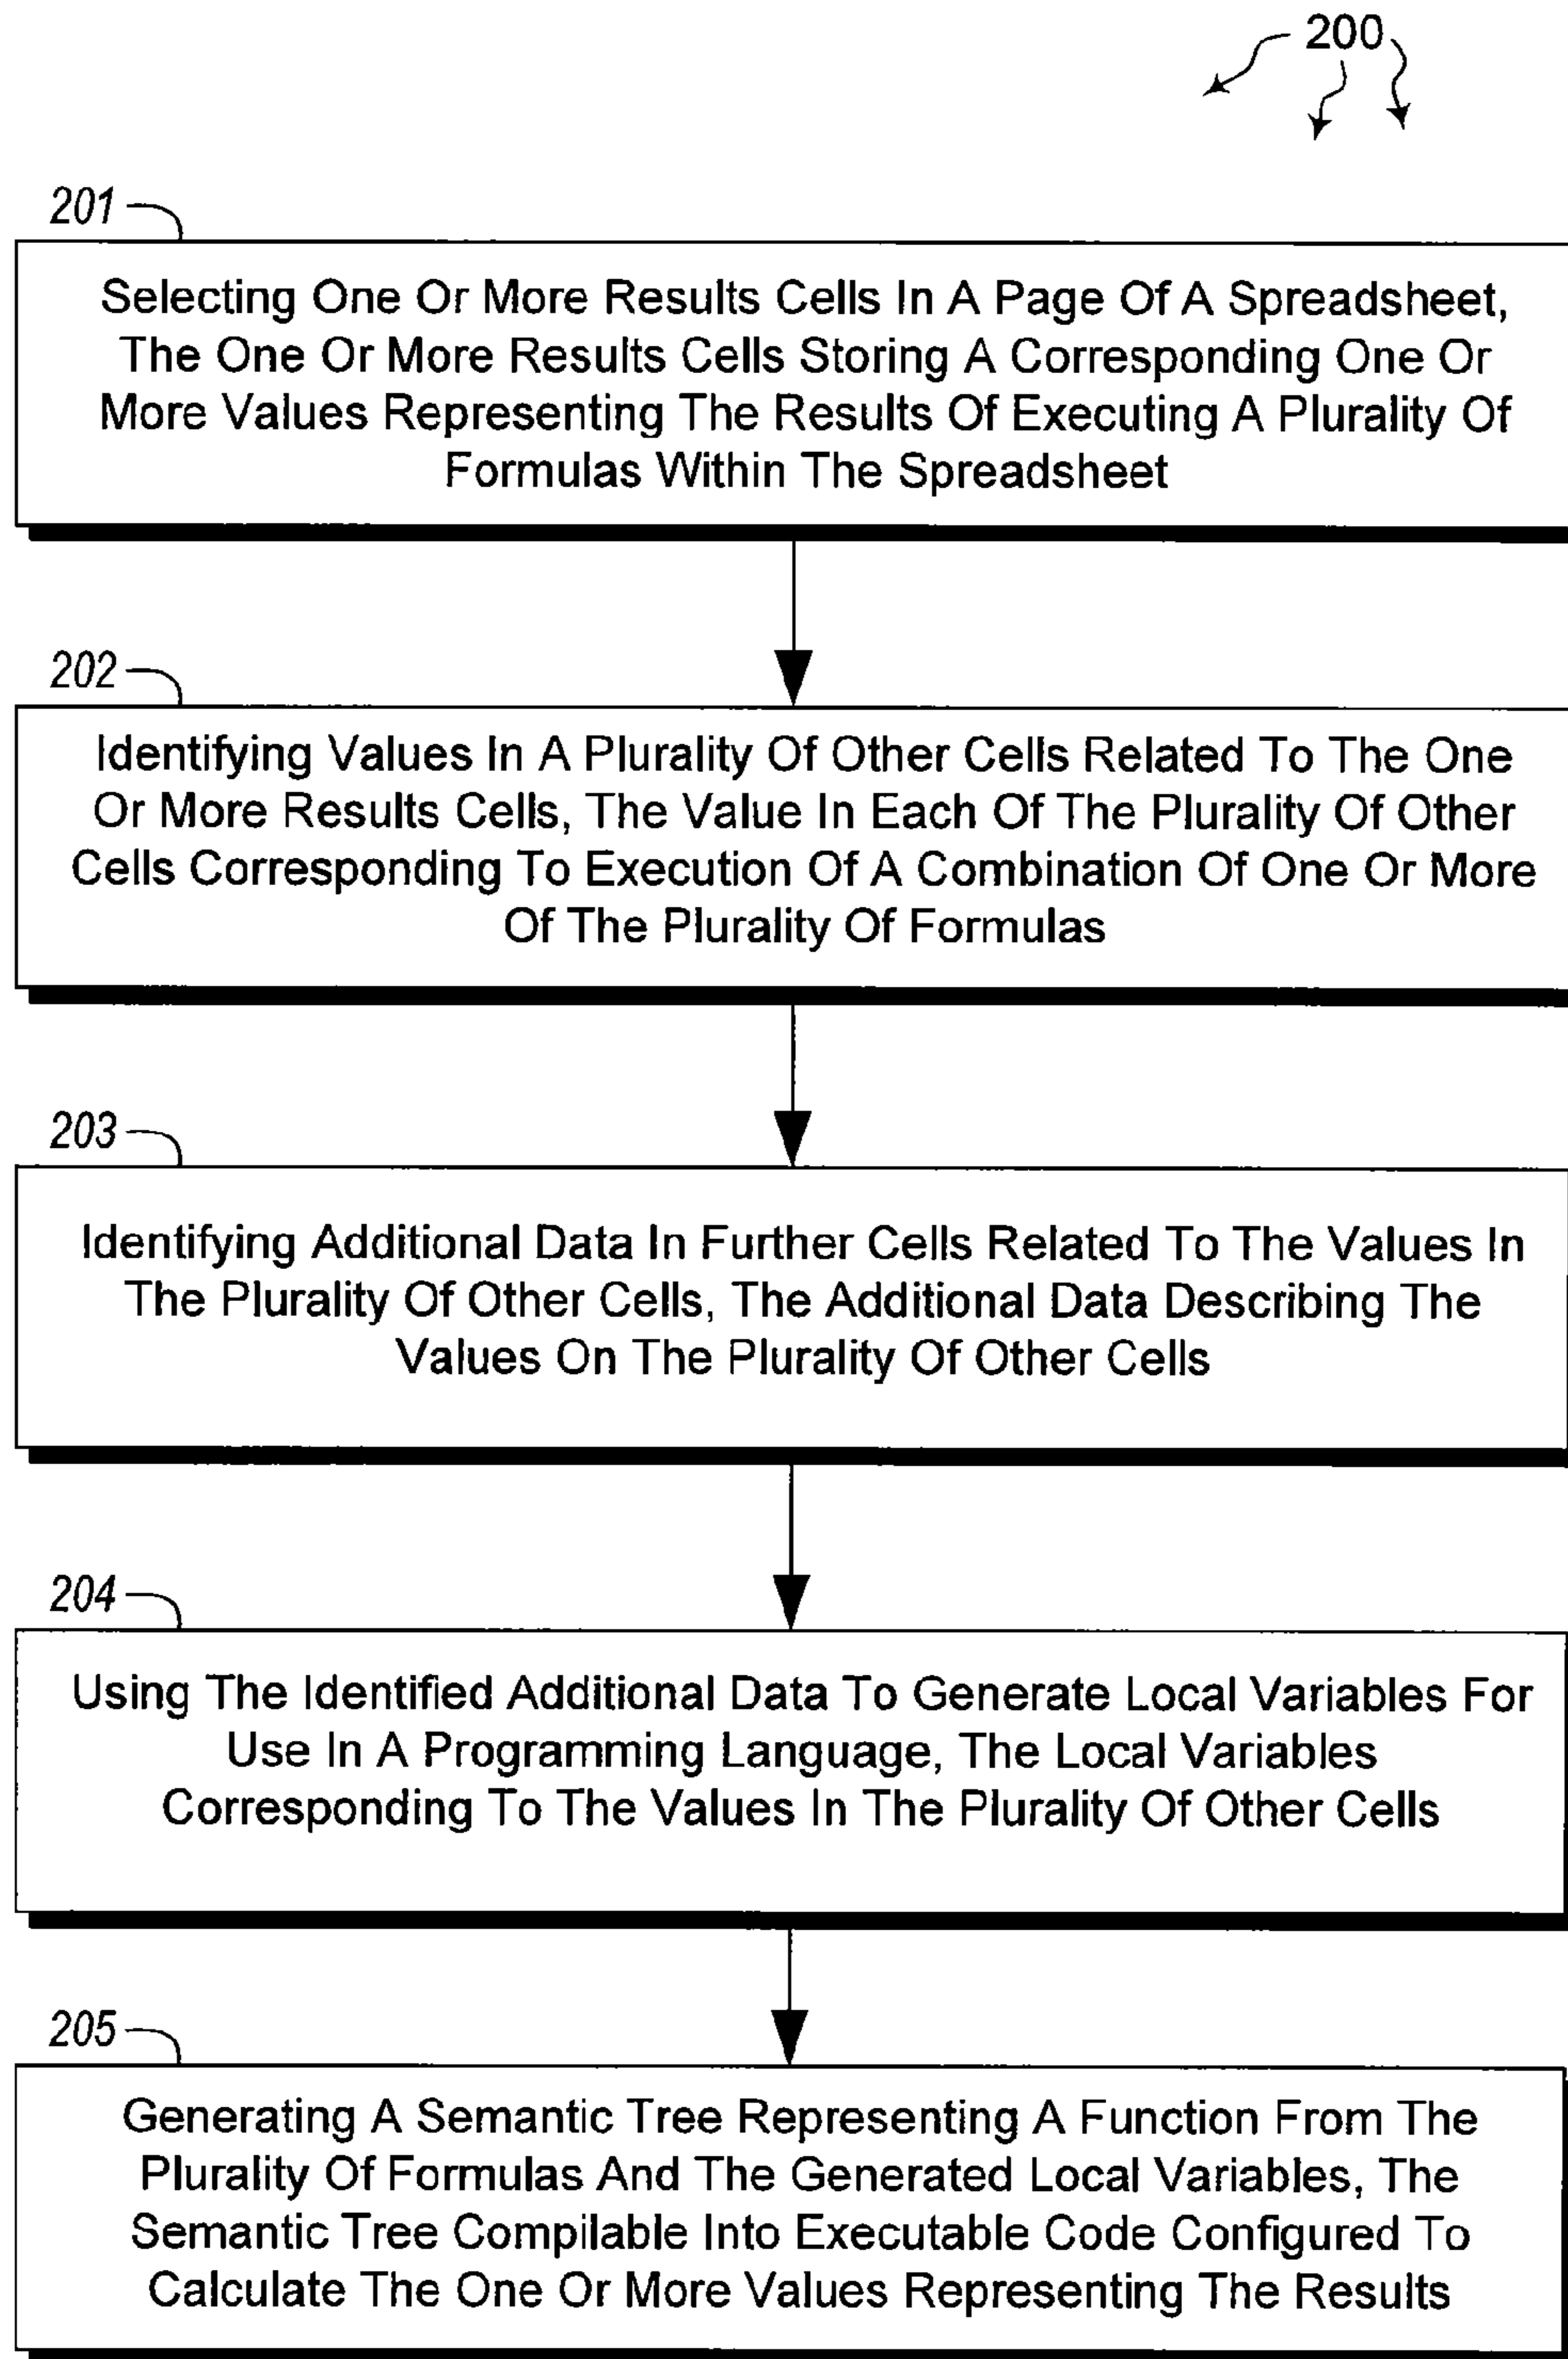 200
201
Selecting One Or More Results Cells In A Page Of A Spreadsheet,
The One Or More Results Cells Storing A Corresponding One Or
More Values Representing The Results Of Executing A Plurality Of
Formulas Within The Spreadsheet
202
Identifying Values In A Plurality Of Other Cells Related To The One
Or More Results Cells, The Value In Each Of The Plurality Of Other
Cells Corresponding To Execution Of A Combination Of One Or More
Of The Plurality Of Formulas
203
Identifying Additional Data In Further Cells Related To The Values In
The Plurality Of Other Cells, The Additional Data Describing The
Values On The Plurality Of Other Cells
204
Using The Identified Additional Data To Generate Local Variables For
Use In A Programming Language, The Local Variables
Corresponding To The Values In The Plurality Of Other Cells
205
Generating A Semantic Tree Representing A Function From The
Plurality Of Formulas And The Generated Local Variables, The
Semantic Tree Compilable Into Executable Code Configured To
Calculate The One Or More Values Representing The Results